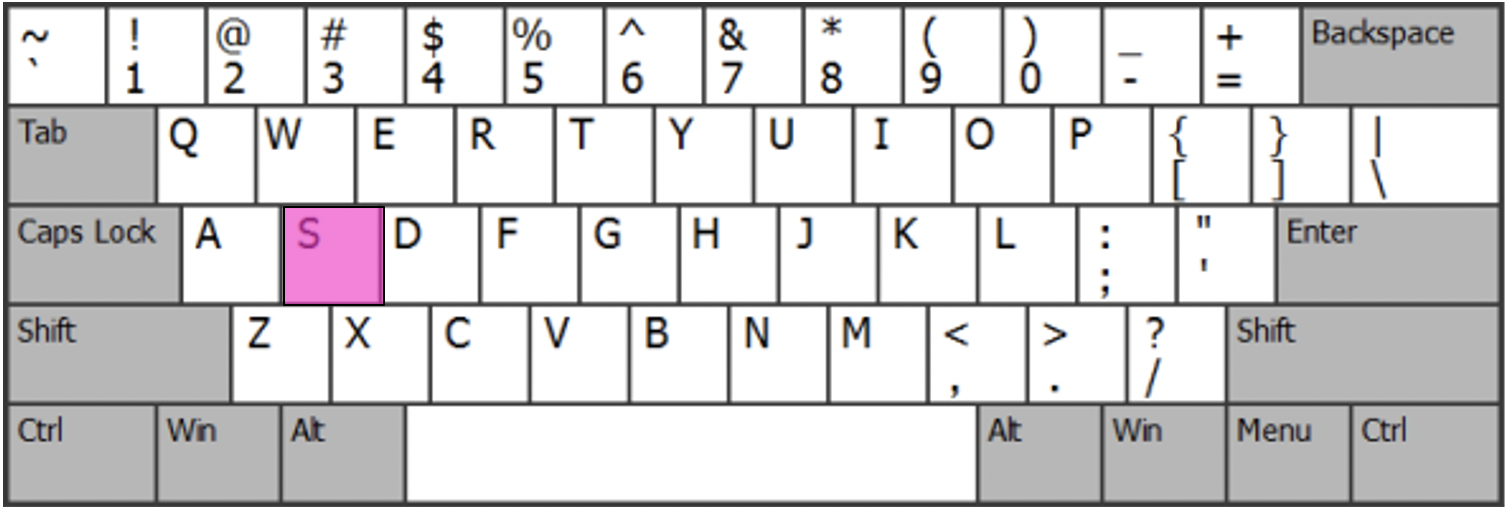 ~ ! @ # $ % ^ & * ( ) _ + Backspace
` 1 2 3 4 5 6 7 8 9 0 - =
Tab Q W E R T Y U I O P { } |
[ ] \
Caps Lock A S D F G H J K L : " Enter
; '
Shift Z X C V B N M < > ? Shift
, . /
Ctrl Win Alt Alt Win Menu Ctrl